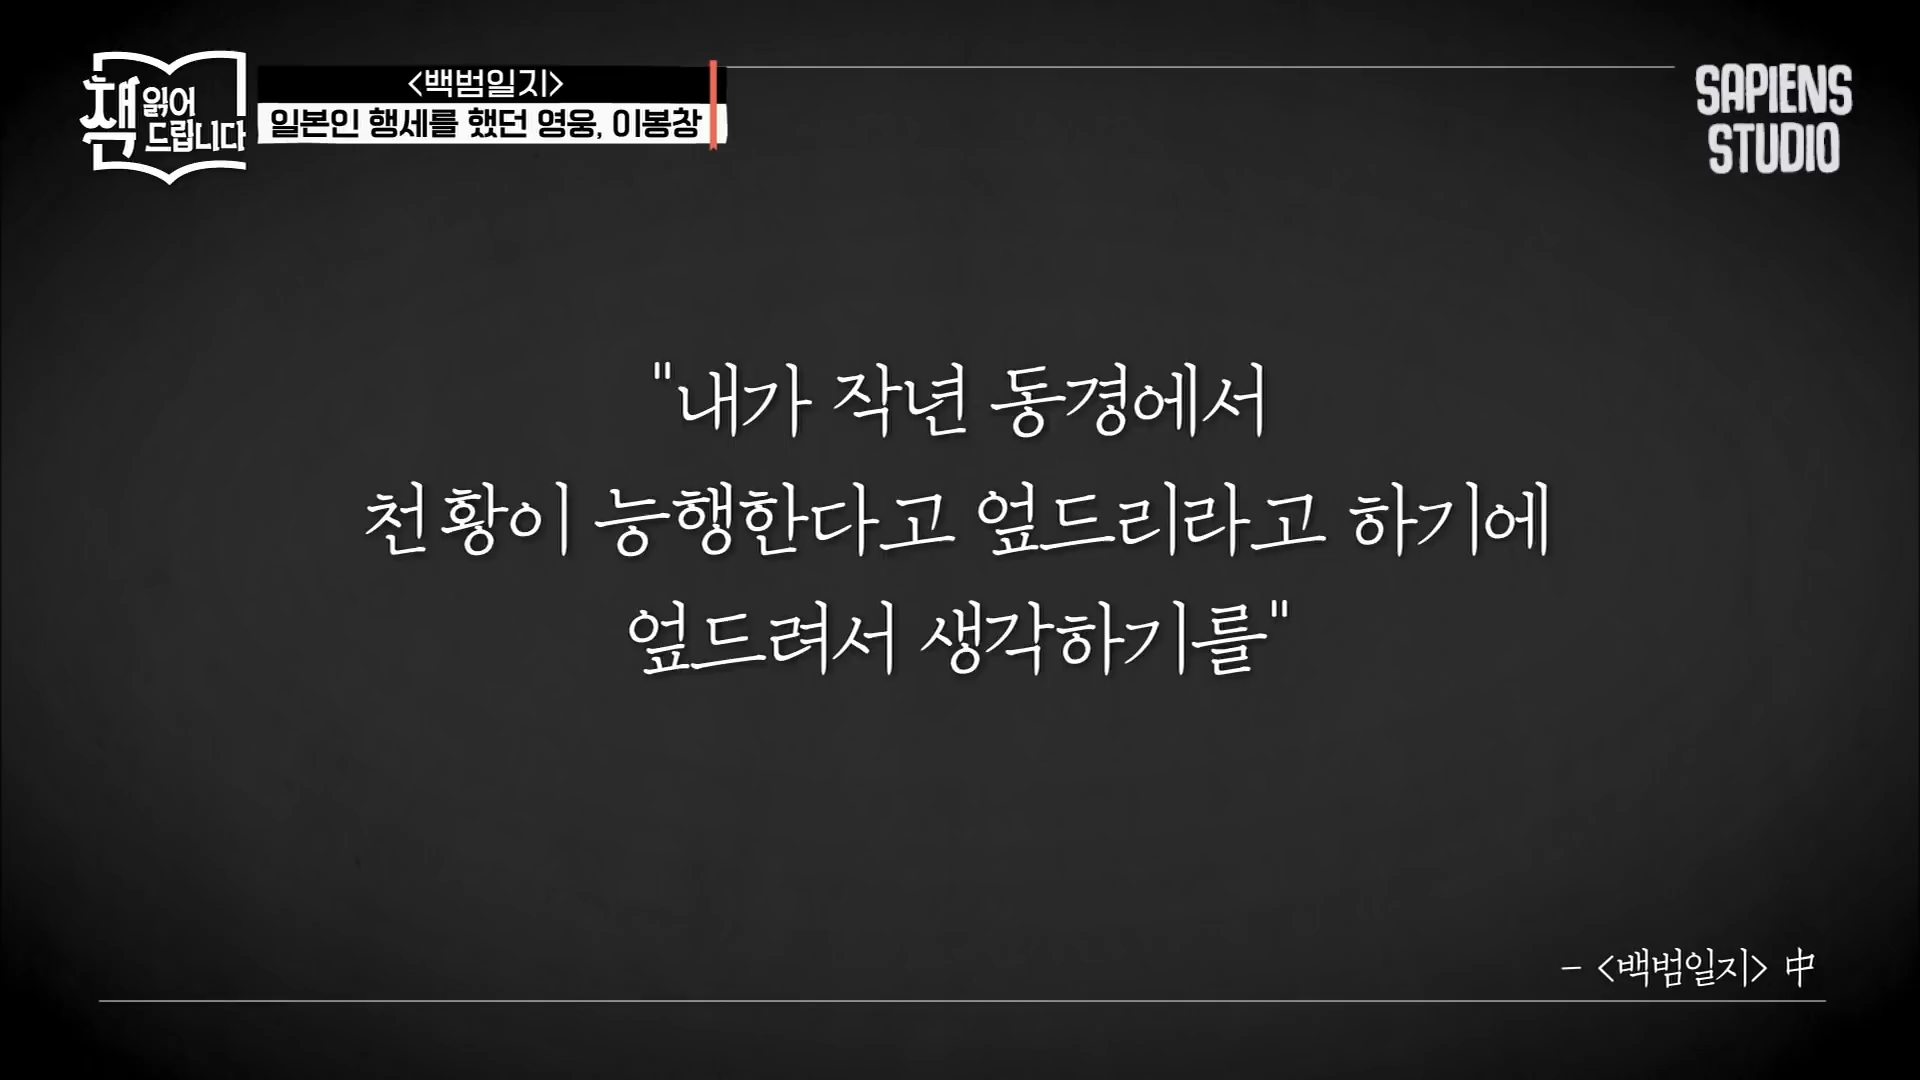 책 읽어
드립니다
<백범일지>
일본인 행세를 했던 영웅, 이봉창
SAPIENS
STUDIO
"내가 작년 동경에서
천황이 능행한다고 엎드리라고 하기에
엎드려서 생각하기를"
- <백범일지> 中